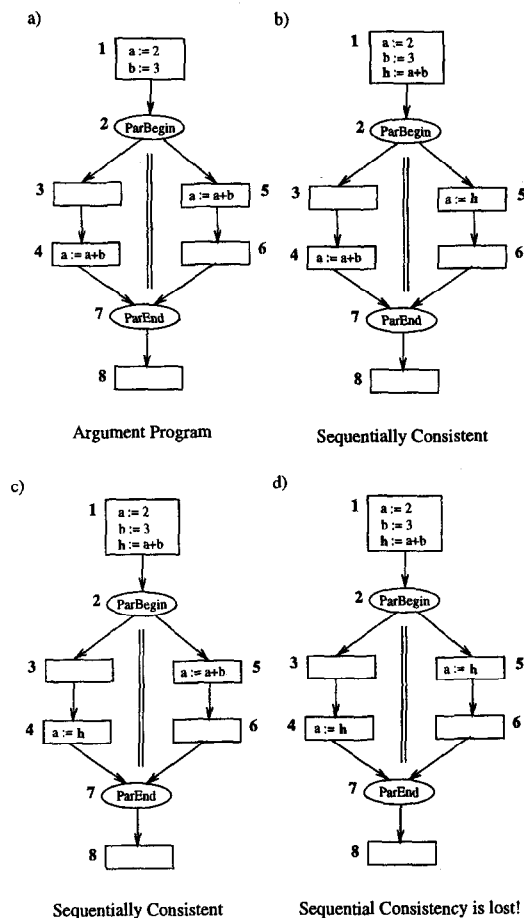 a)
1
a := 2
b := 3
2
ParBegin
3
a := a+b
5
4
a := a+b
6
7
ParEnd
8
Argument Program
b)
1
a := 2
b := 3
h := a+b
2
ParBegin
3
a := h
5
4
a := a+b
6
7
ParEnd
8
Sequentially Consistent
c)
1
a := 2
b := 3
h := a+b
2
ParBegin
3
a := a+b
5
4
a := h
6
7
ParEnd
8
Sequentially Consistent
d)
1
a := 2
b := 3
h := a+b
2
ParBegin
3
a := h
5
4
a := h
6
7
ParEnd
8
Sequential Consistency is lost!